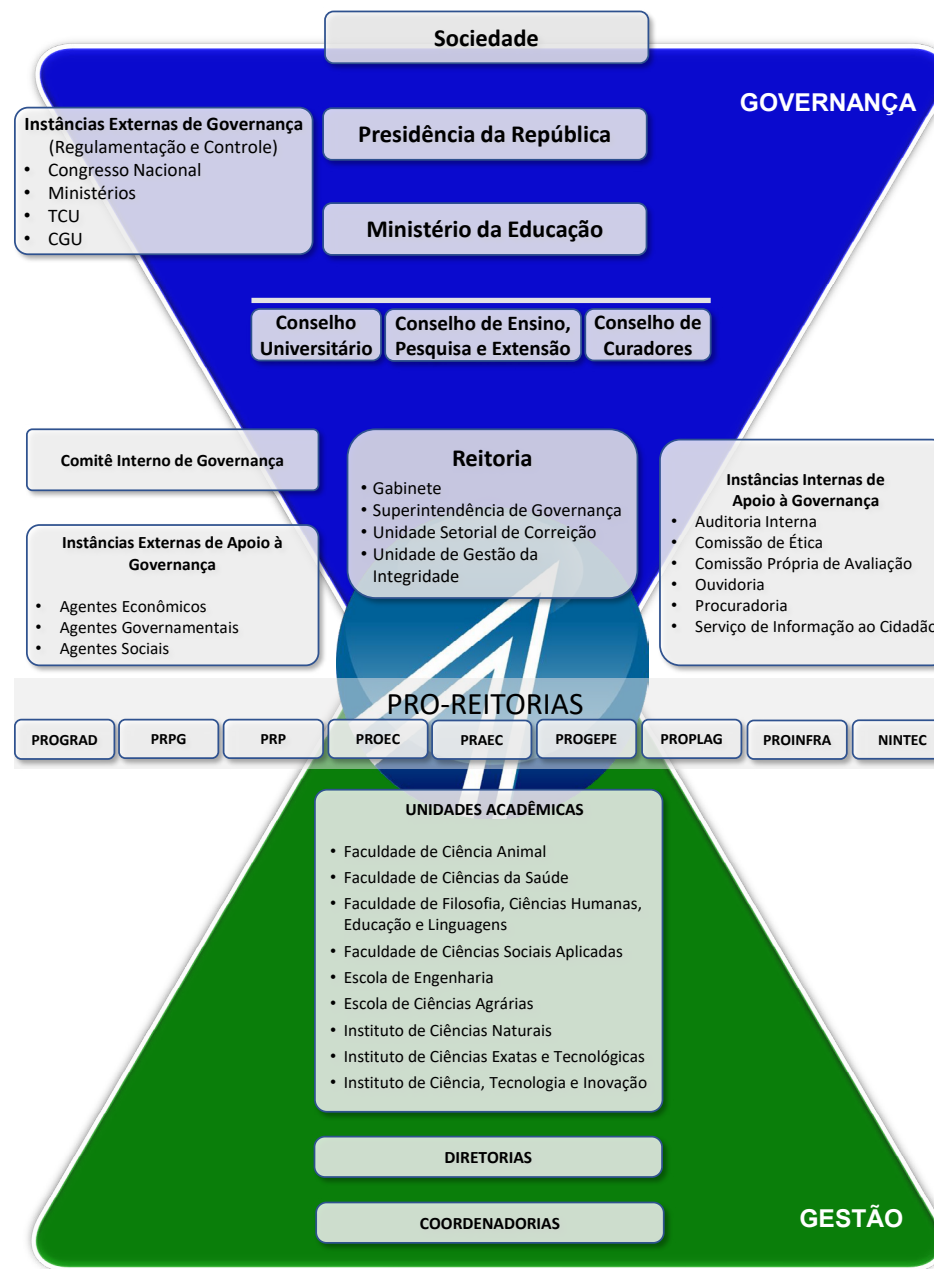 Sociedade
GOVERNANÇA
Instâncias Externas de Governança
(Regulamentação e Controle)
• Congresso Nacional
• Ministérios
• TCU
• CGU
Presidência da República
Ministério da Educação
Conselho
Universitário
Conselho de Ensino,
Pesquisa e Extensão
Conselho de
Curadores
Comitê Interno de Governança
Reitoria
• Gabinete
• Superintendência de Governança
• Unidade Setorial de Correição
• Unidade de Gestão da
Integridade
Instâncias Internas de
Apoio à Governança
• Auditoria Interna
• Comissão de Ética
• Comissão Própria de Avaliação
• Ouvidoria
• Procuradoria
• Serviço de Informação ao Cidadão
Instâncias Externas de Apoio à
Governança
• Agentes Econômicos
• Agentes Governamentais
• Agentes Sociais
PRO-REITORIAS
PROGRAD
PRPG
PRP
PROEC
PRAEC
PROGEPE
PROPLAG
PROINFRA
NINTEC
UNIDADES ACADÊMICAS
• Faculdade de Ciência Animal
• Faculdade de Ciências da Saúde
• Faculdade de Filosofia, Ciências Humanas,
Educação e Linguagens
• Faculdade de Ciências Sociais Aplicadas
• Escola de Engenharia
• Escola de Ciências Agrárias
• Instituto de Ciências Naturais
• Instituto de Ciências Exatas e Tecnológicas
• Instituto de Ciência, Tecnologia e Inovação
DIRETORIAS
COORDENADORIAS
GESTÃO